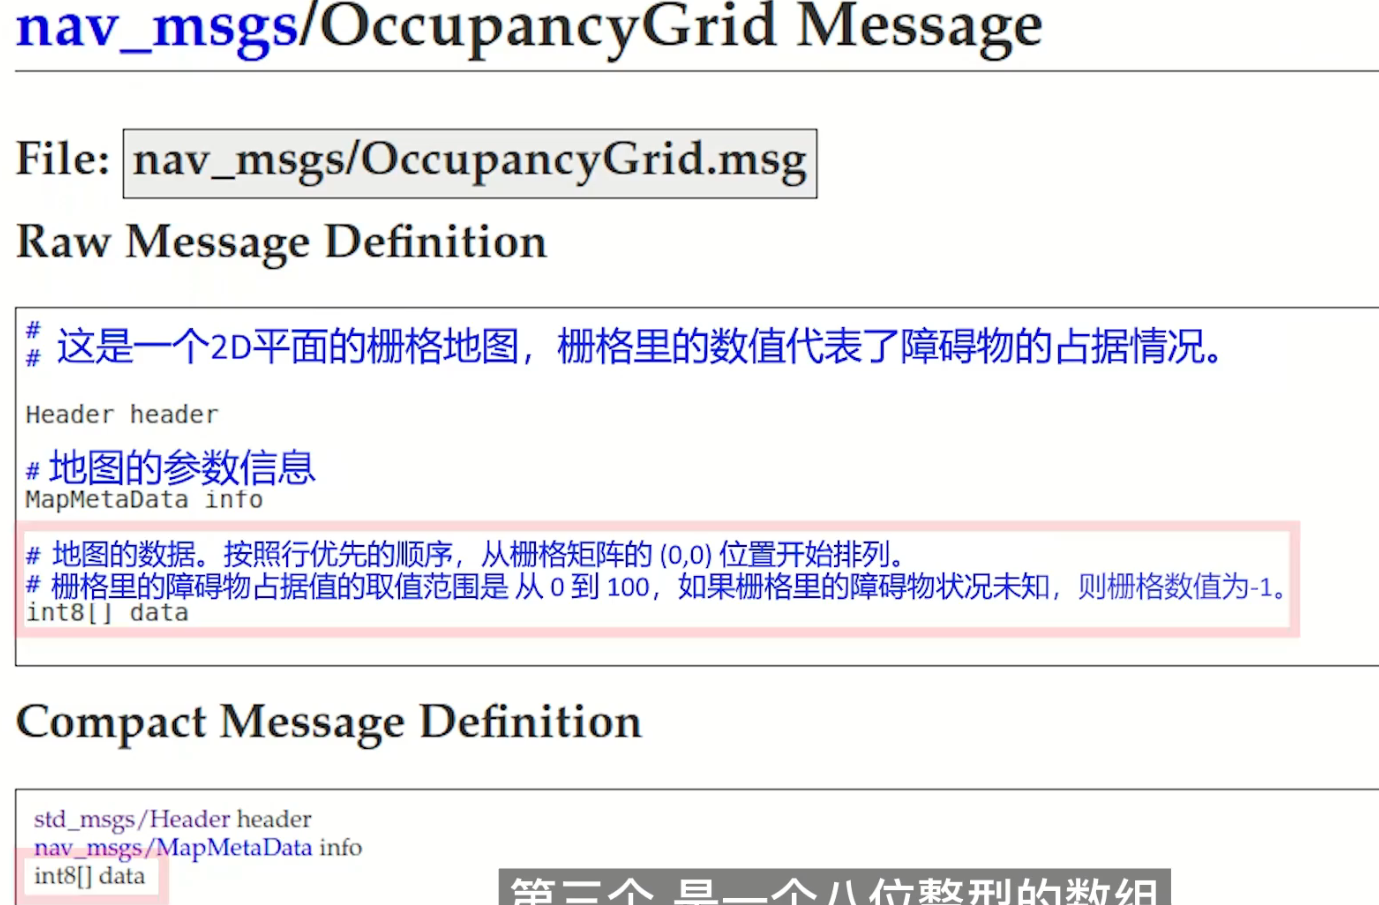 nav_msgs/OccupancyGrid Message
File: nav_msgs/OccupancyGrid.msg
Raw Message Definition
#
# 这是一个2D平面的栅格地图，栅格里的数值代表了障碍物的占据情况。
Header header
# 地图的参数信息
MapMetaData info
# 地图的数据。按照行优先的顺序，从栅格矩阵的 (0,0) 位置开始排列。
# 栅格里的障碍物占据值的取值范围是 从 0 到 100，如果栅格里的障碍物状况未知，则栅格数值为-1。
int8[] data
Compact Message Definition
std_msgs/Header header
nav_msgs/MapMetaData info
int8[] data
第三个 是一个八位整型的数组